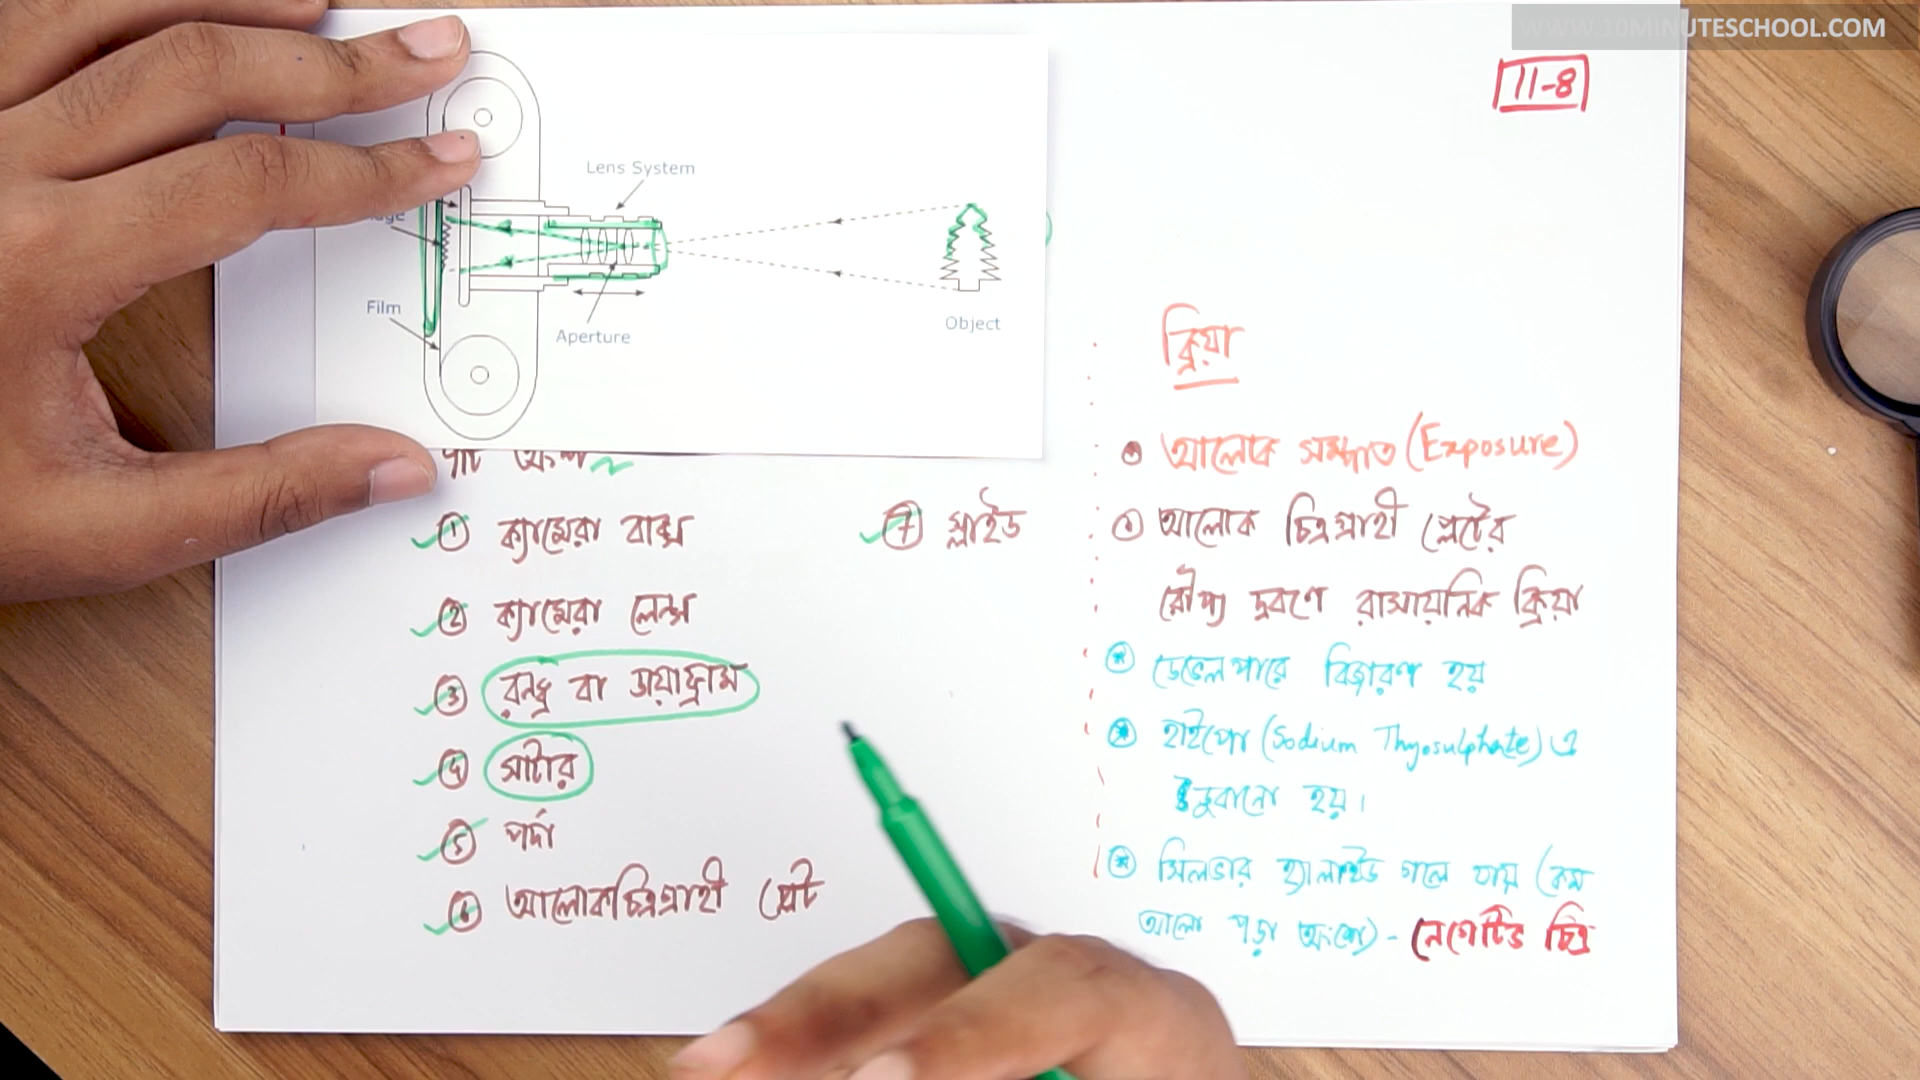 WWW.10MINUTESCHOOL.COM
11-8
Lens System
Film
Aperture
Object
ক্রিয়া
আলোক সম্পাত (Exposure)
① ক্যামেরা বাক্স
② ক্যামেরা লেন্স
③ রন্ধ্র বা ডায়াফ্রাম
④ সাটার
⑤ পর্দা
⑥ আলোকচিত্রগ্রাহী প্লেট
⑦ স্লাইড
আলোক চিত্রগ্রাহী প্লেটের
রৌপ্য দ্রবণে রাসায়নিক ক্রিয়া
* ডেভেলপারে বিজারণ হয়
* হাইপো (Sodium Thyosulphate) এ
ডুবানো হয়।
* সিলভার হ্যালাইড গলে যায় (কম
আলো পড়া অংশে) - নেগেটিভ চিত্র